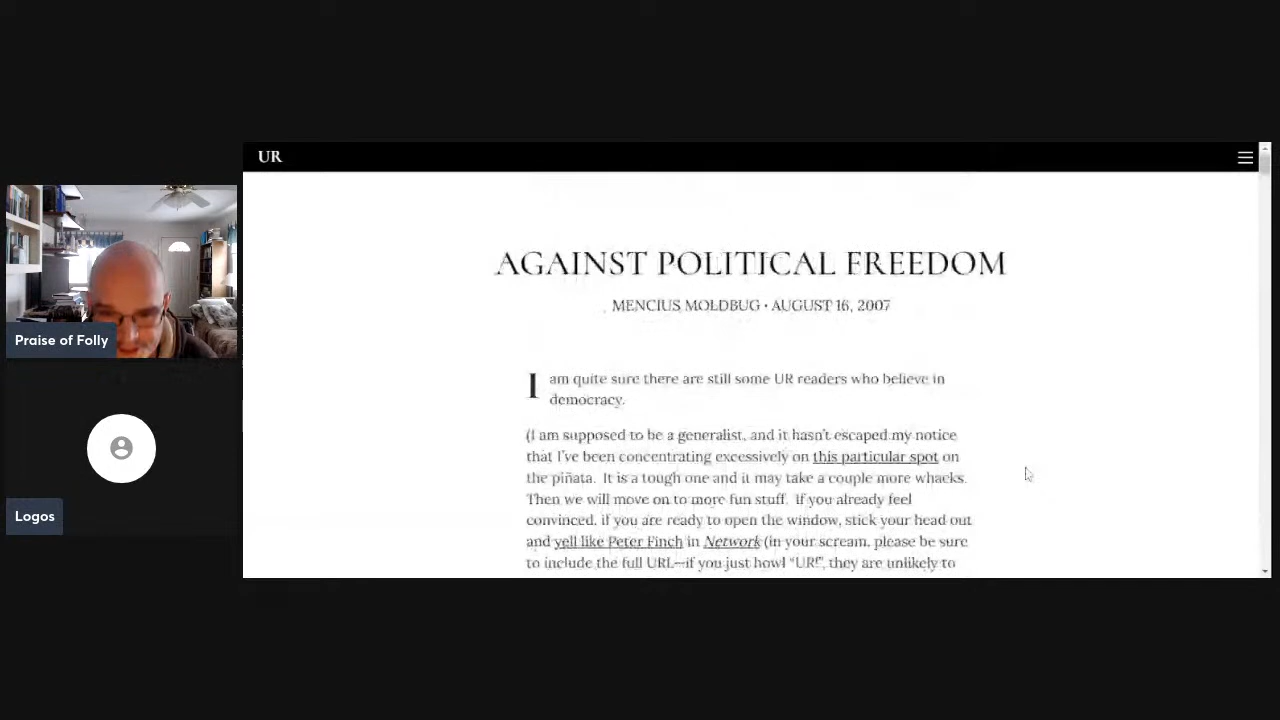 UR
AGAINST POLITICAL FREEDOM
MENCIUS MOLDBUG • AUGUST 16, 2007
I am quite sure there are still some UR readers who believe in
democracy.
(I am supposed to be a generalist, and it hasn't escaped my notice
that I've been concentrating excessively on this particular spot on
the piñata. It is a tough one and it may take a couple more whacks.
Then we will move on to more fun stuff. If you already feel
convinced, if you are ready to open the window, stick your head out
and yell like Peter Finch in Network (in your scream, please be sure
to include the full URL—if you just howl “UR!”, they are unlikely to
Praise of Folly
Logos